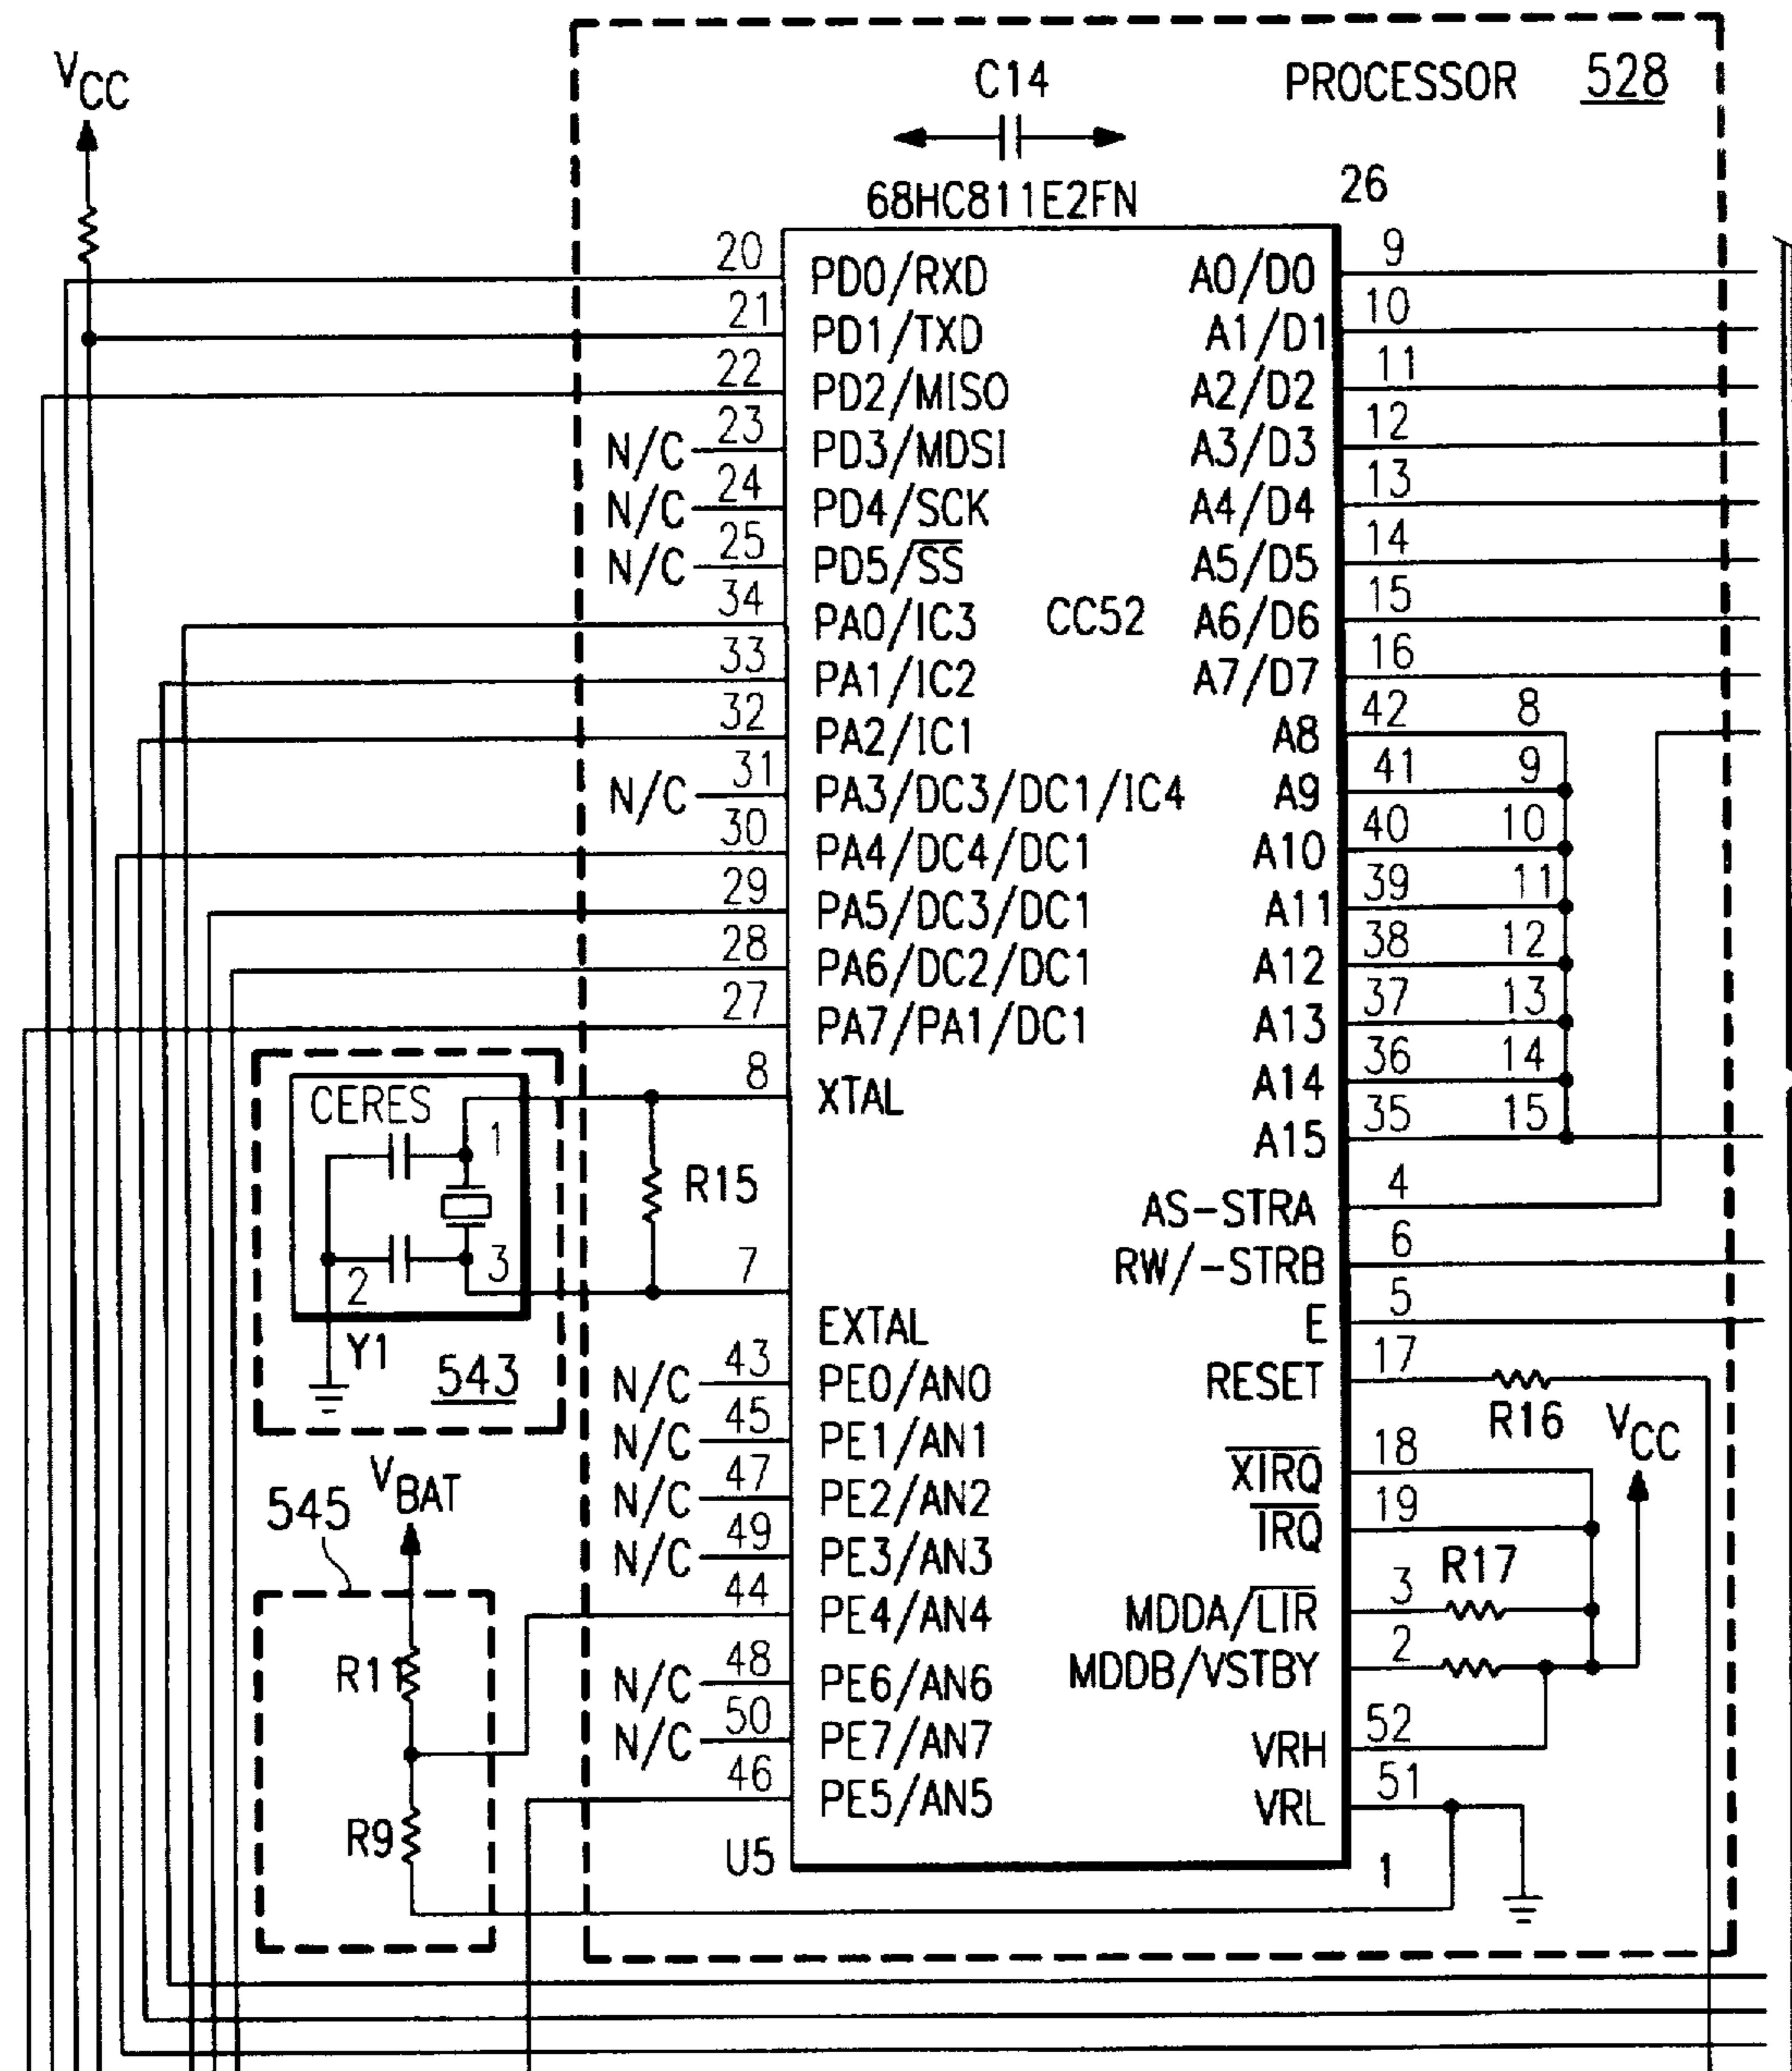 V_CC
C14
PROCESSOR 528
68HC811E2FN
26
20 PD0/RXD A0/D0 9
21 PD1/TXD A1/D1 10
22 PD2/MISO A2/D2 11
N/C 23 PD3/MDSI A3/D3 12
N/C 24 PD4/SCK A4/D4 13
N/C 25 PD5/S̅S̅ A5/D5 14
34 PA0/IC3 CC52 A6/D6 15
33 PA1/IC2 A7/D7 16
32 PA2/IC1 A8 42 8
N/C 31 PA3/DC3/DC1/IC4 A9 41 9
30 PA4/DC4/DC1 A10 40 10
29 PA5/DC3/DC1 A11 39 11
28 PA6/DC2/DC1 A12 38 12
27 PA7/PA1/DC1 A13 37 13
8 XTAL A14 36 14
A15 35 15
CERES
1
R15
AS-STRA 4
3
2
7
RW/-STRB 6
EXTAL E 5
Y1
543
N/C 43 PE0/AN0 RESET 17
R16
V_CC
N/C 45 PE1/AN1
X̅I̅R̅Q̅ 18
N/C 47 PE2/AN2
V_BAT
545
I̅R̅Q̅ 19
N/C 49 PE3/AN3
R17
44 PE4/AN4 MDDA/L̅I̅R̅ 3
R11
N/C 48 PE6/AN6 MDDB/VSTBY 2
N/C 50 PE7/AN7 VRH 52
46 PE5/AN5 VRL 51
R9
U5
1